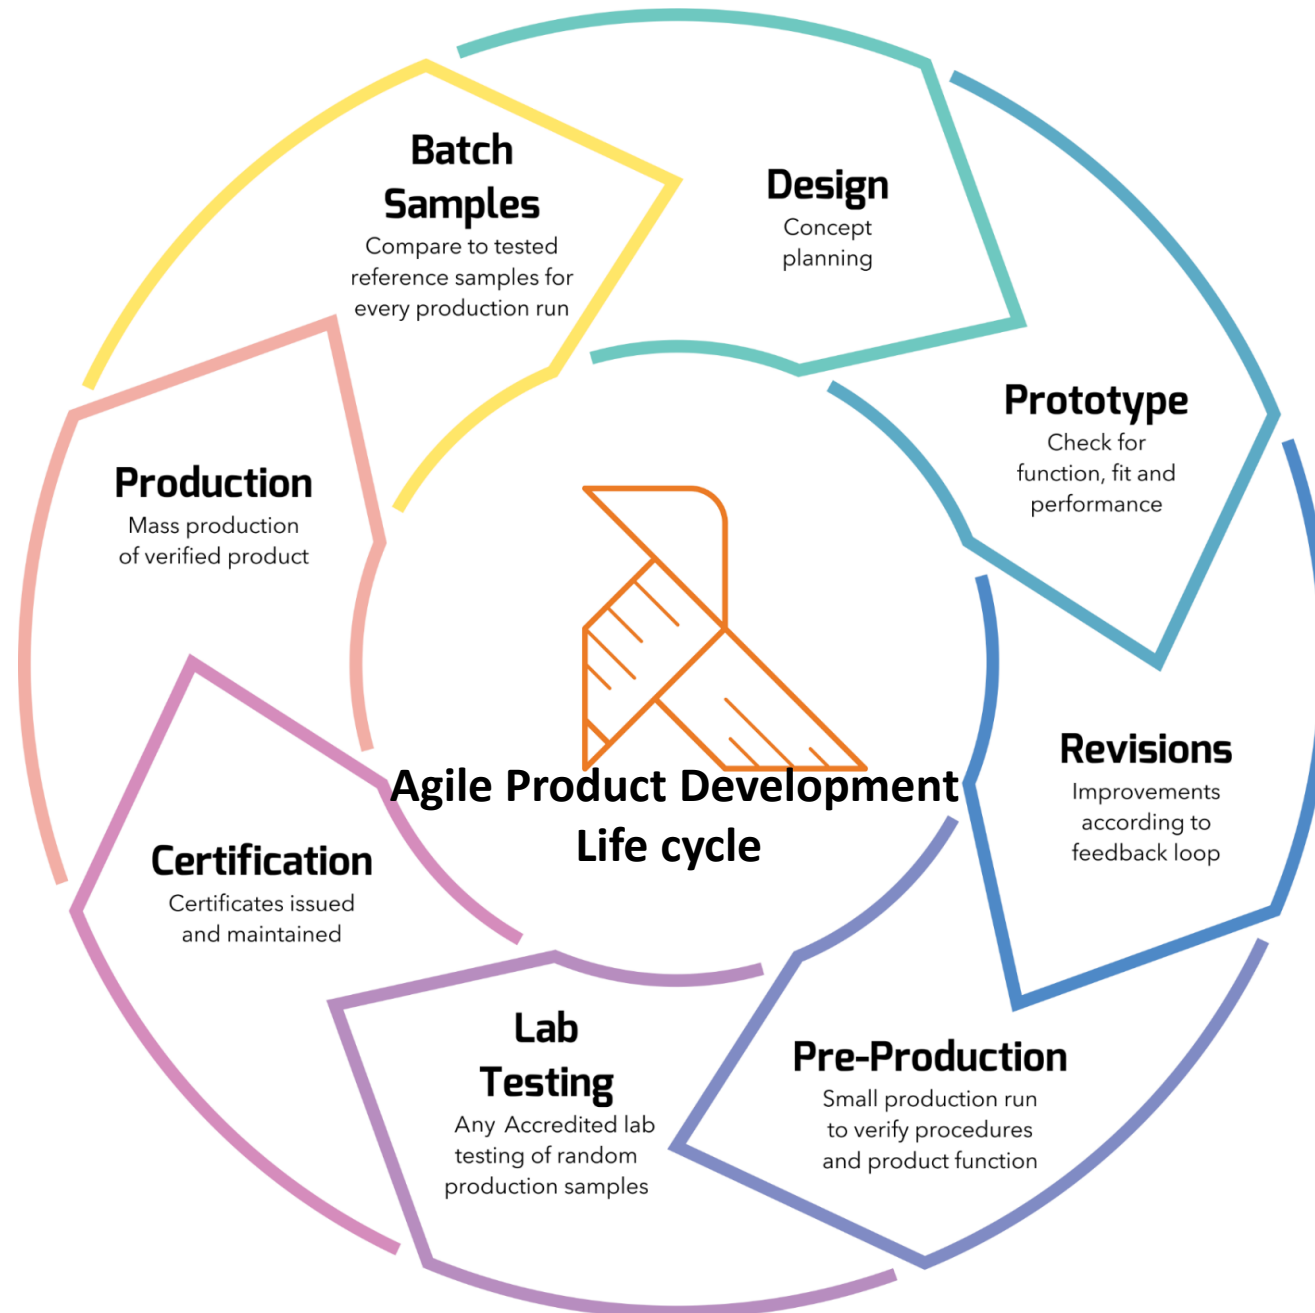 Batch
Samples
Compare to tested
reference samples for
every production run
Design
Concept
planning
Prototype
Check for
function, fit and
performance
Revisions
Improvements
according to
feedback loop
Pre-Production
Small production run
to verify procedures
and product function
Lab
Testing
Any Accredited lab
testing of random
production samples
Certification
Certificates issued
and maintained
Production
Mass production
of verified product
Agile Product Development
Life cycle